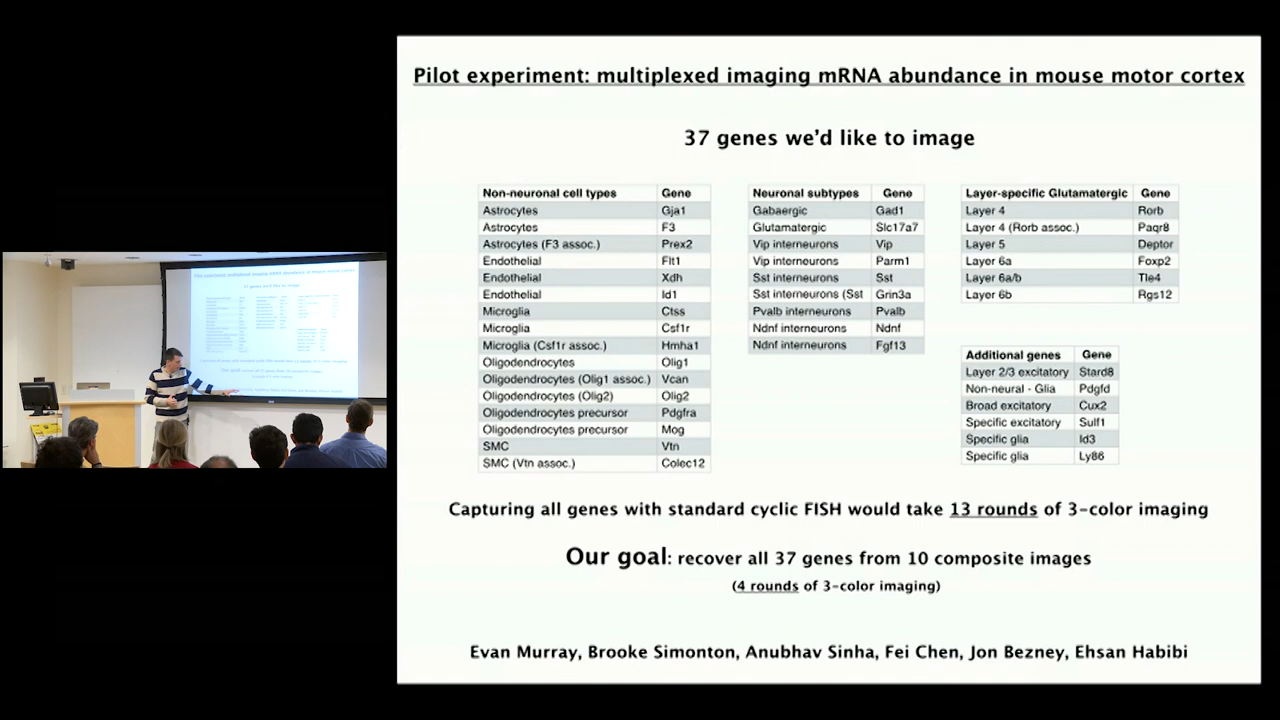 Pilot experiment: multiplexed imaging mRNA abundance in mouse motor cortex
37 genes we'd like to image
Non-neuronal cell types Gene
Astrocytes Gja1
Astrocytes F3
Astrocytes (F3 assoc.) Prex2
Endothelial Flt1
Endothelial Xdh
Endothelial Id1
Microglia Ctss
Microglia Csf1r
Microglia (Csf1r assoc.) Hmha1
Oligodendrocytes Olig1
Oligodendrocytes (Olig1 assoc.) Vcan
Oligodendrocytes (Olig2) Olig2
Oligodendrocytes precursor Pdgfra
Oligodendrocytes precursor Mog
SMC Vtn
SMC (Vtn assoc.) Colec12
Neuronal subtypes Gene
Gabaergic Gad1
Glutamatergic Slc17a7
Vip interneurons Vip
Vip interneurons Parm1
Sst interneurons Sst
Sst interneurons (Sst Grin3a
Pvalb interneurons Pvalb
Ndnf interneurons Ndnf
Ndnf interneurons Fgf13
Layer-specific Glutamatergic Gene
Layer 4 Rorb
Layer 4 (Rorb assoc.) Paqr8
Layer 5 Deptor
Layer 6a Foxp2
Layer 6a/b Tle4
Layer 6b Rgs12
Additional genes Gene
Layer 2/3 excitatory Stard8
Non-neural - Glia Pdgfd
Broad excitatory Cux2
Specific excitatory Sulf1
Specific glia Id3
Specific glia Ly86
Capturing all genes with standard cyclic FISH would take 13 rounds of 3-color imaging
Our goal: recover all 37 genes from 10 composite images
(4 rounds of 3-color imaging)
Evan Murray, Brooke Simonton, Anubhav Sinha, Fei Chen, Jon Bezney, Ehsan Habibi